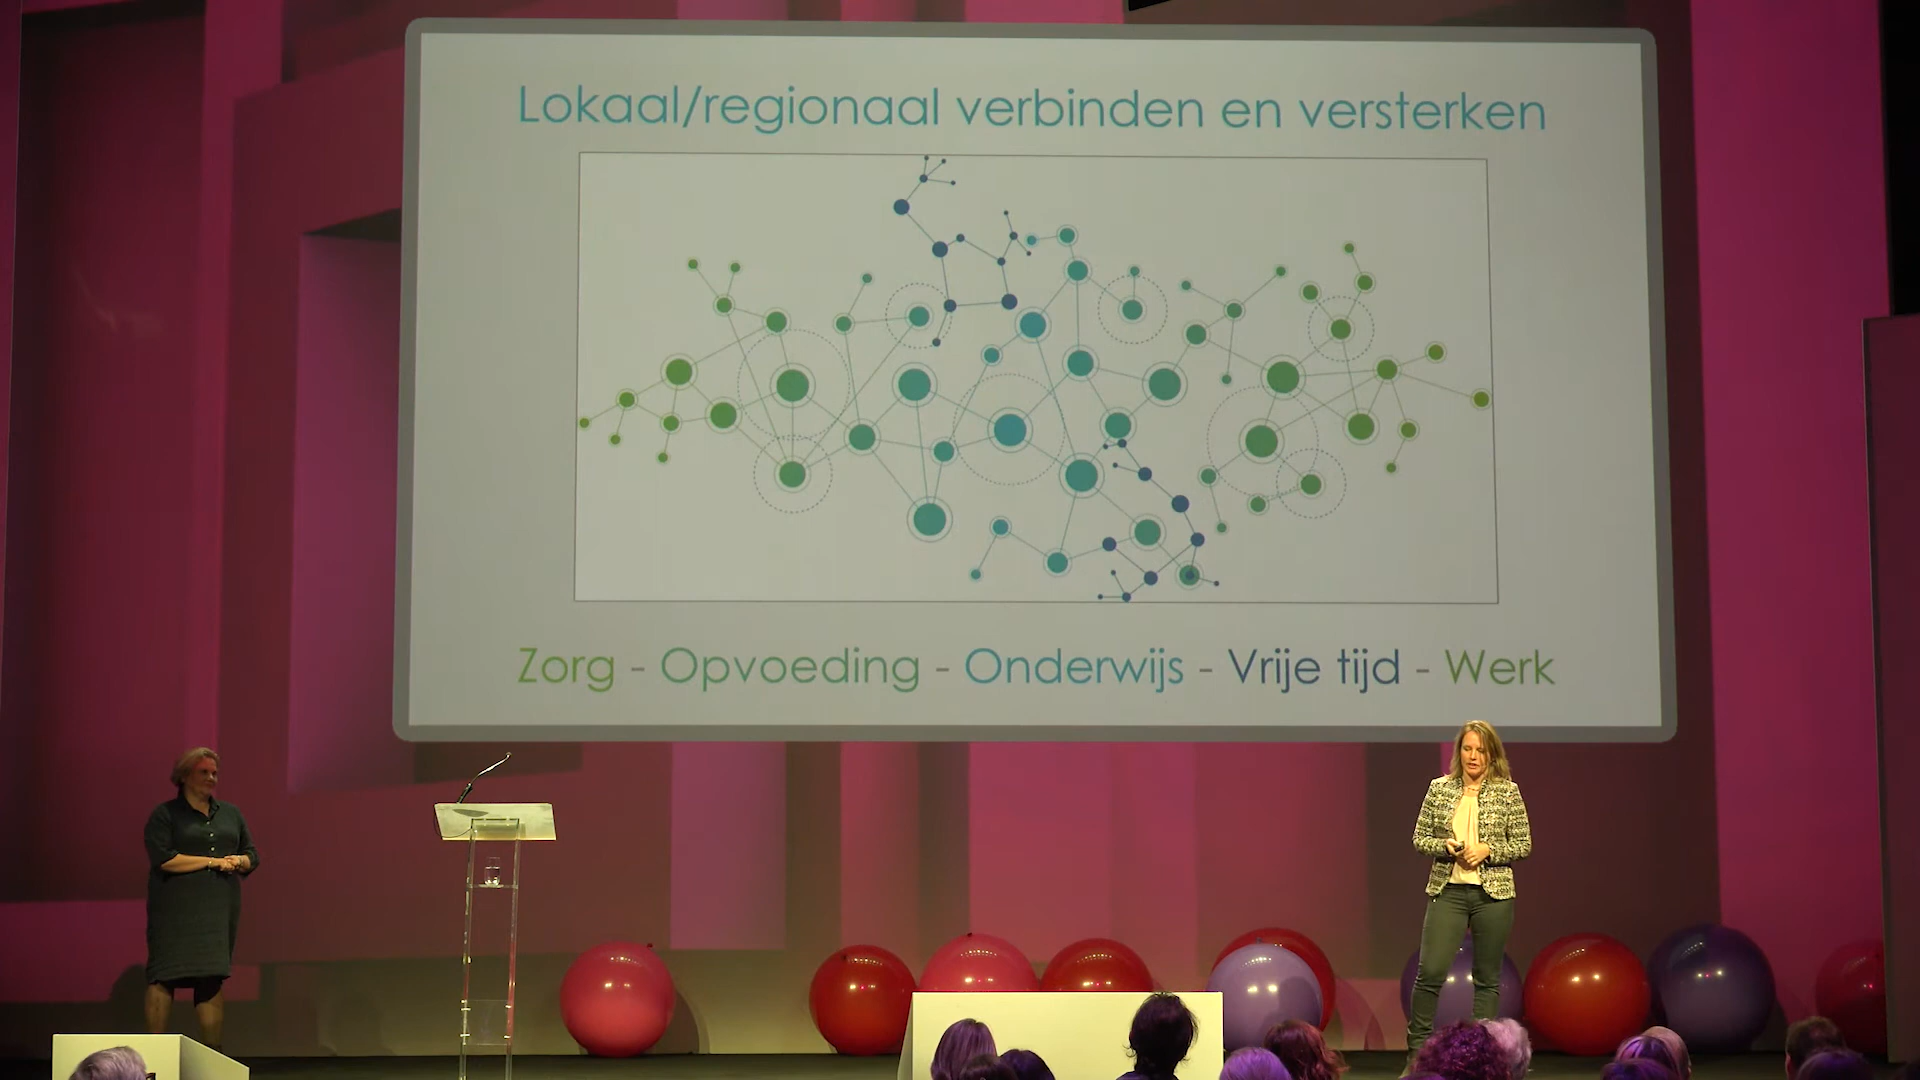 Lokaal/regionaal verbinden en versterken
Zorg - Opvoeding - Onderwijs - Vrije tijd - Werk